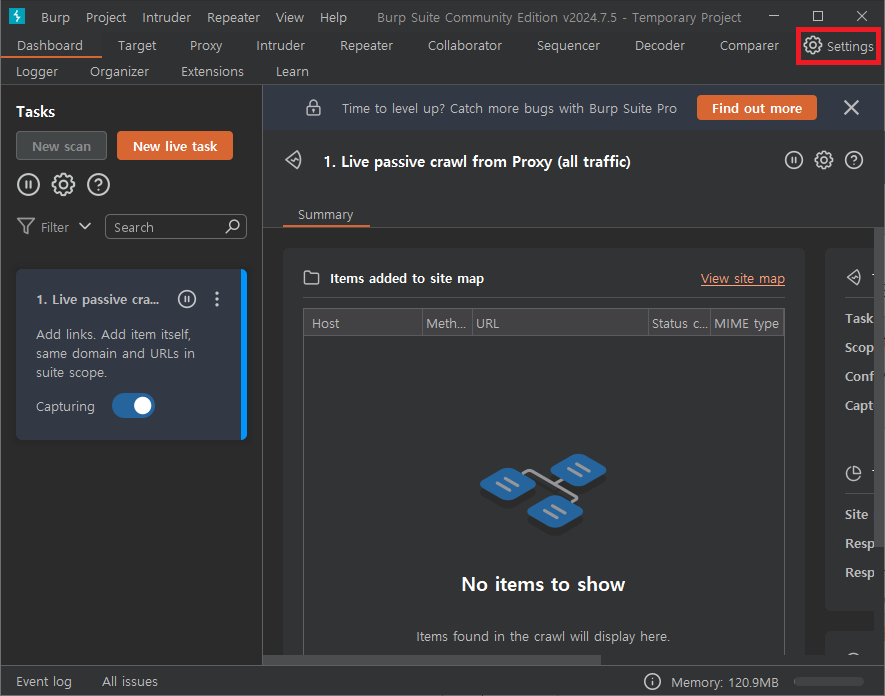 Burp Project Intruder Repeater View Help Burp Suite Community Edition v2024.7.5 - Temporary Project
Dashboard Target Proxy Intruder Repeater Collaborator Sequencer Decoder Comparer Settings
Logger Organizer Extensions Learn
Tasks
New scan New live task
Filter Search
1. Live passive cra...
Add links. Add item itself,
same domain and URLs in
suite scope.
Capturing
Time to level up? Catch more bugs with Burp Suite Pro Find out more
1. Live passive crawl from Proxy (all traffic)
Summary
Items added to site map View site map
Host Meth... URL Status c... MIME type
No items to show
Items found in the crawl will display here.
Task
Scop
Conf
Capt
Site
Resp
Resp
Event log All issues Memory: 120.9MB